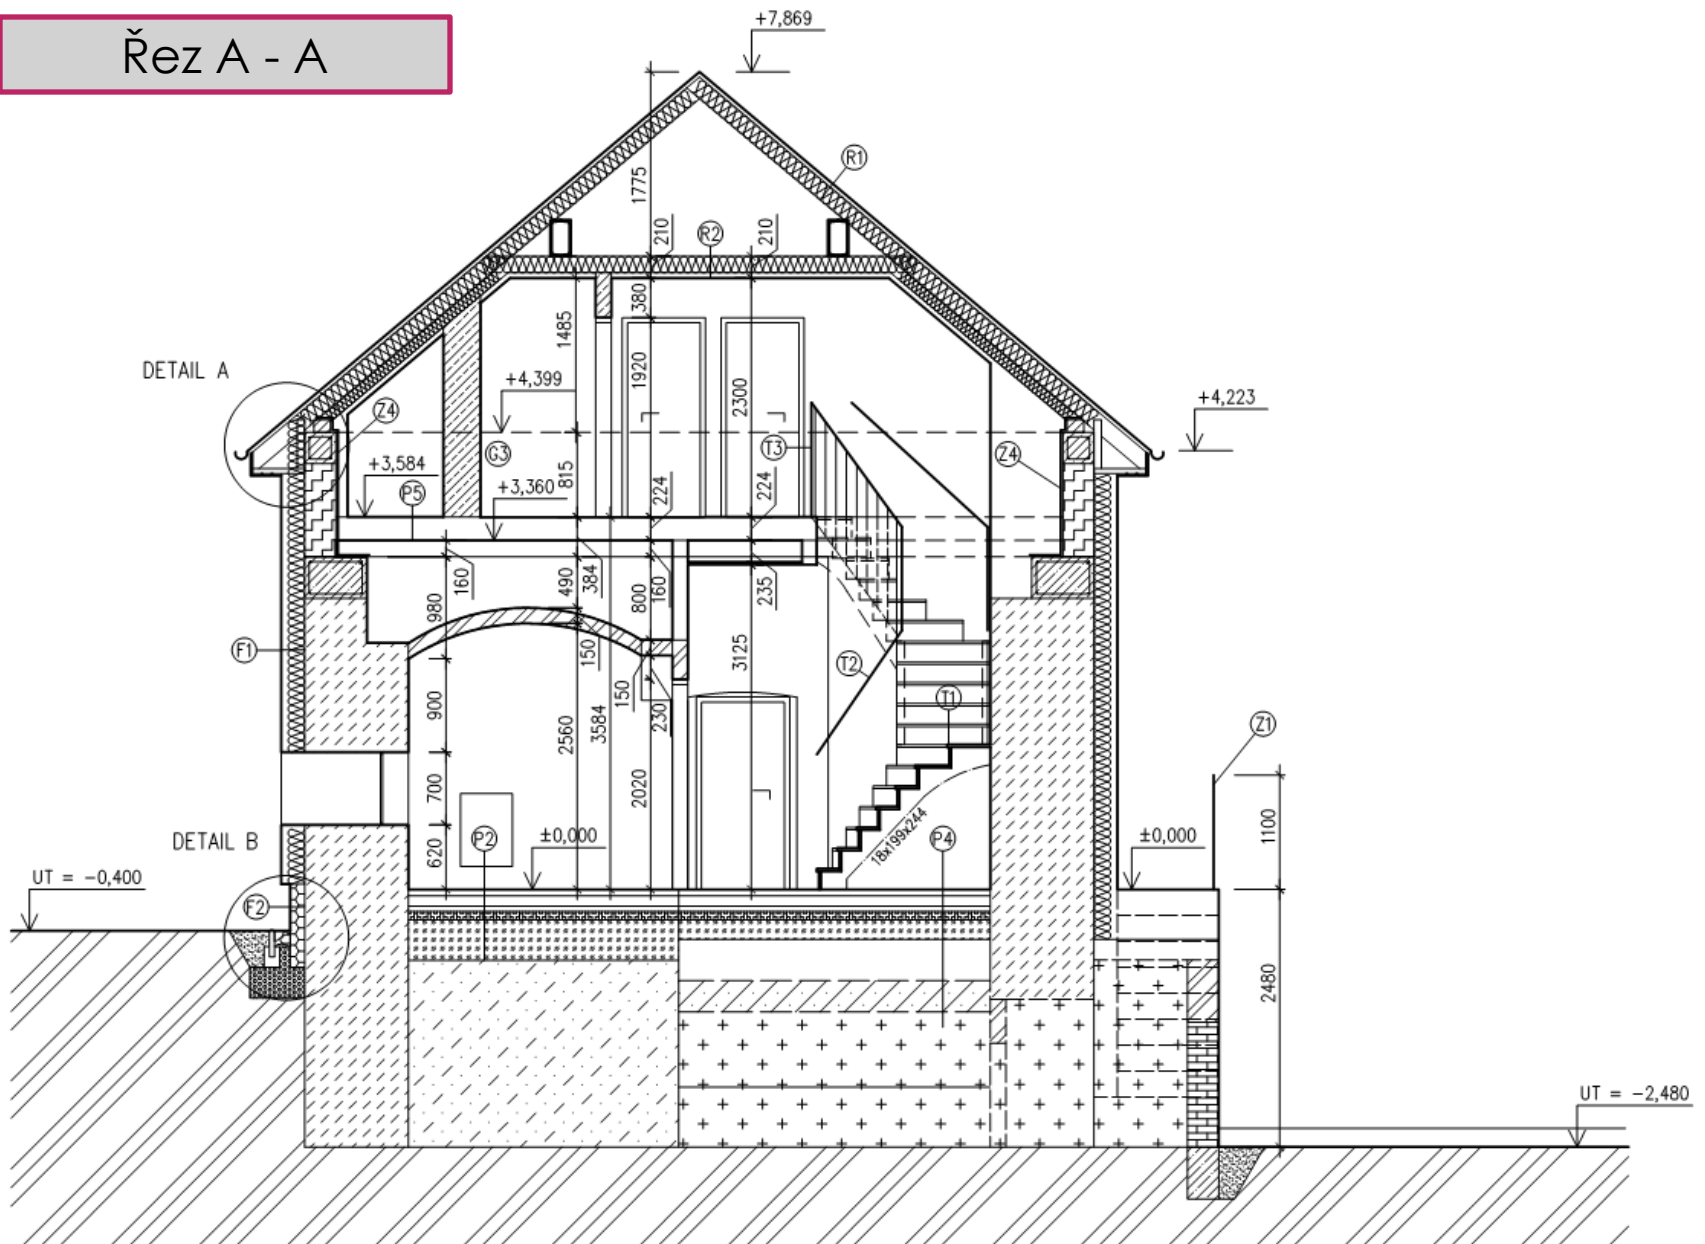 Řez A - A
+7,869
1775
R1
210
R2
210
380
1485
1920
2300
DETAIL A
+4,399
+4,223
Z4
G3
T3
Z4
+3,584
815
P5
+3,360
224
224
160
490
384
800
160
235
980
F1
150
3125
T2
150
230
T1
900
2560
3584
Z1
700
2020
1100
DETAIL B
620
P2
±0,000
18x199x244
P4
±0,000
UT = -0,400
F2
2480
UT = -2,480